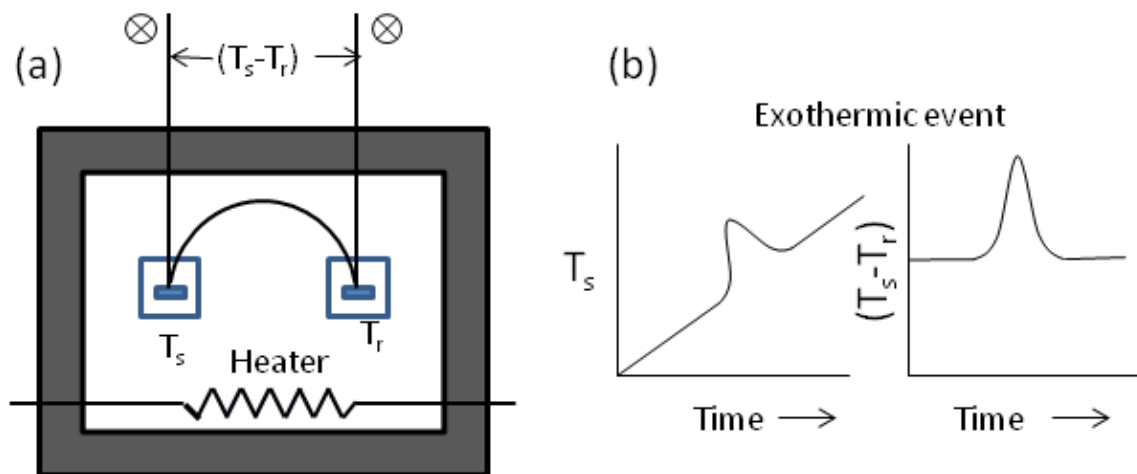 (a)
(Tₛ-Tᵣ)
Tₛ
Tᵣ
Heater
(b)
Exothermic event
Tₛ
Time
(Tₛ-Tᵣ)
Time